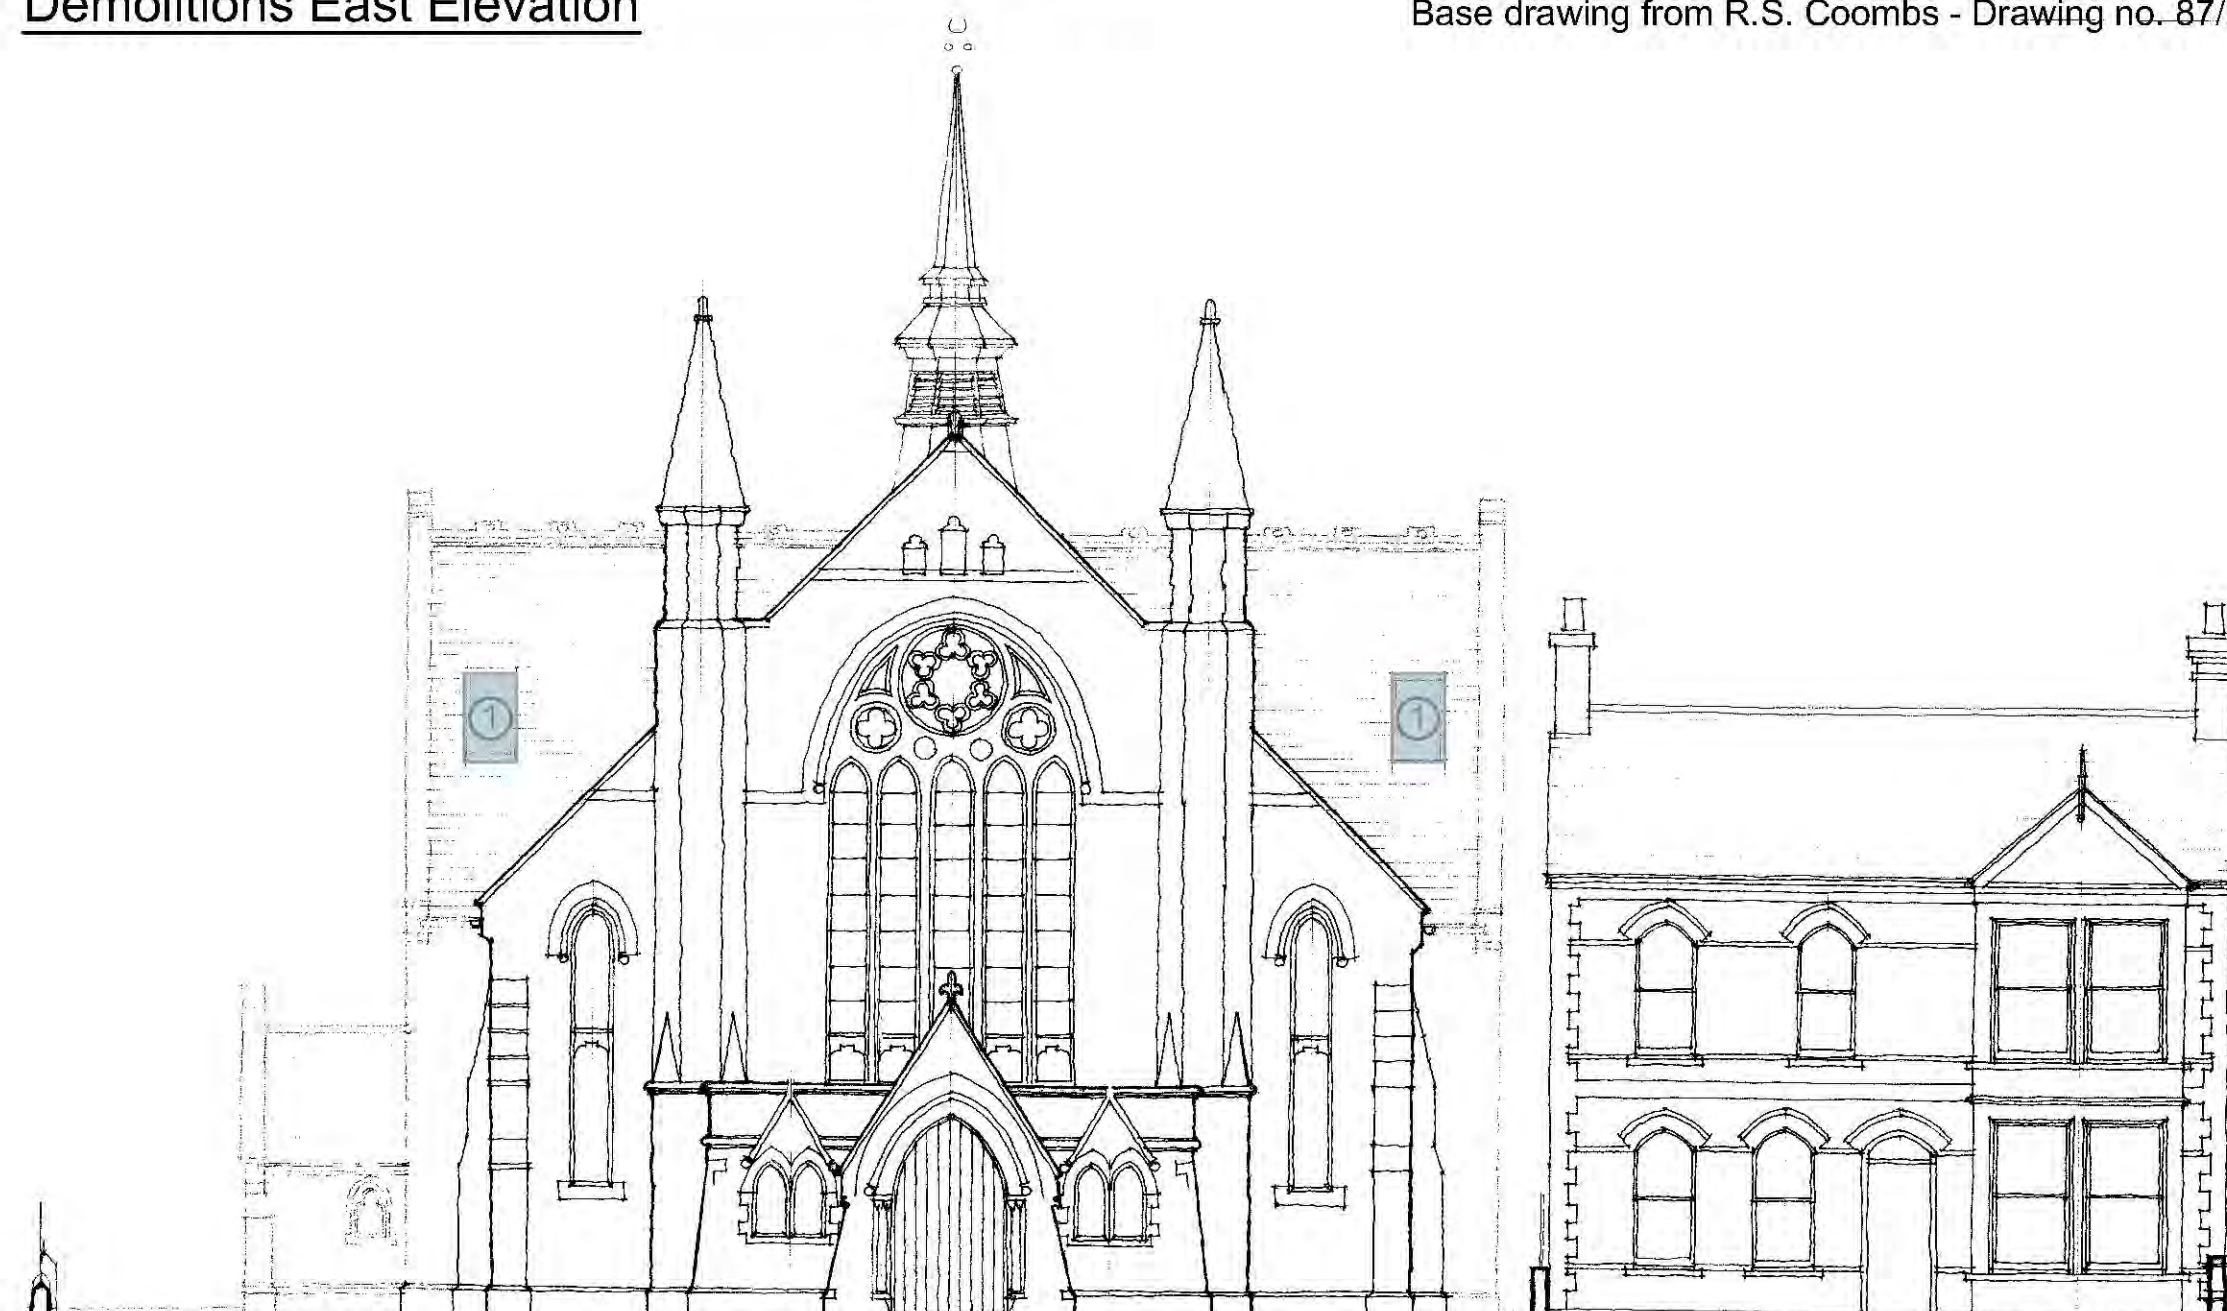 Demolitions East Elevation
Base drawing from R.S. Coombs - Drawing no. 87/
1
1